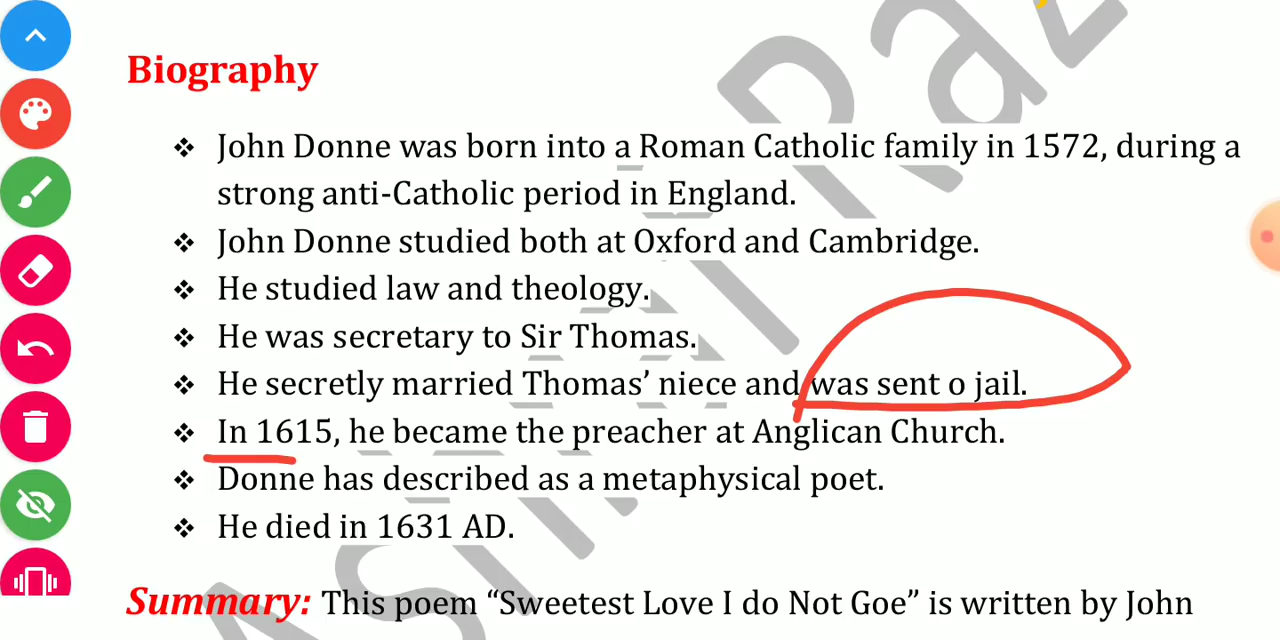 Biography
❖ John Donne was born into a Roman Catholic family in 1572, during a
strong anti-Catholic period in England.
❖ John Donne studied both at Oxford and Cambridge.
❖ He studied law and theology.
❖ He was secretary to Sir Thomas.
❖ He secretly married Thomas’ niece and was sent o jail.
❖ In 1615, he became the preacher at Anglican Church.
❖ Donne has described as a metaphysical poet.
❖ He died in 1631 AD.
Summary: This poem “Sweetest Love I do Not Goe” is written by John